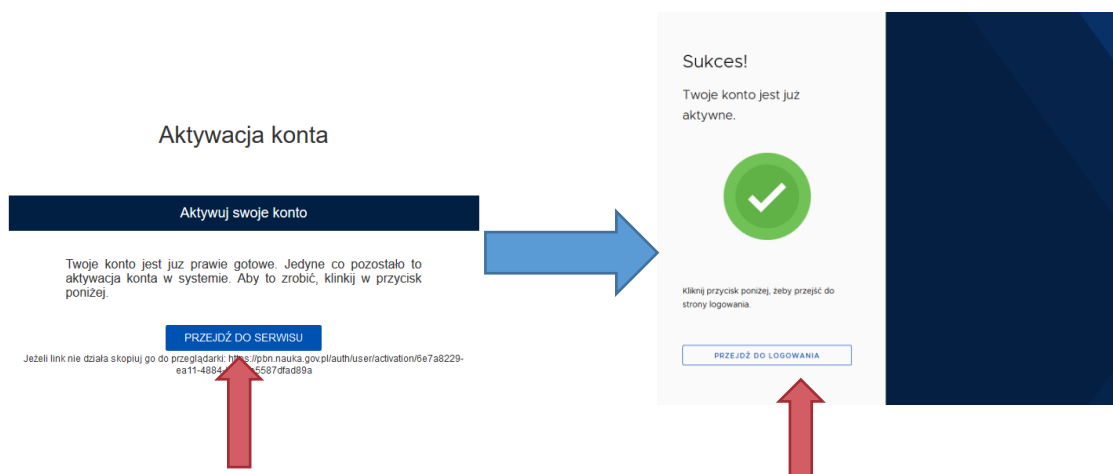 Aktywacja konta
Aktywuj swoje konto
Twoje konto jest juz prawie gotowe. Jedyne co pozostało to
aktywacja konta w systemie. Aby to zrobić, klinkij w przycisk
poniżej.
PRZEJDŹ DO SERWISU
Jeżeli link nie działa skopiuj go do przeglądarki: https://pbn.nauka.gov.pl/auth/user/activation/6e7a8229-
ea11-4884- 5587dfad89a
Sukces!
Twoje konto jest już
aktywne.
Kliknij przycisk poniżej, żeby przejść do
strony logowania.
PRZEJDŹ DO LOGOWANIA